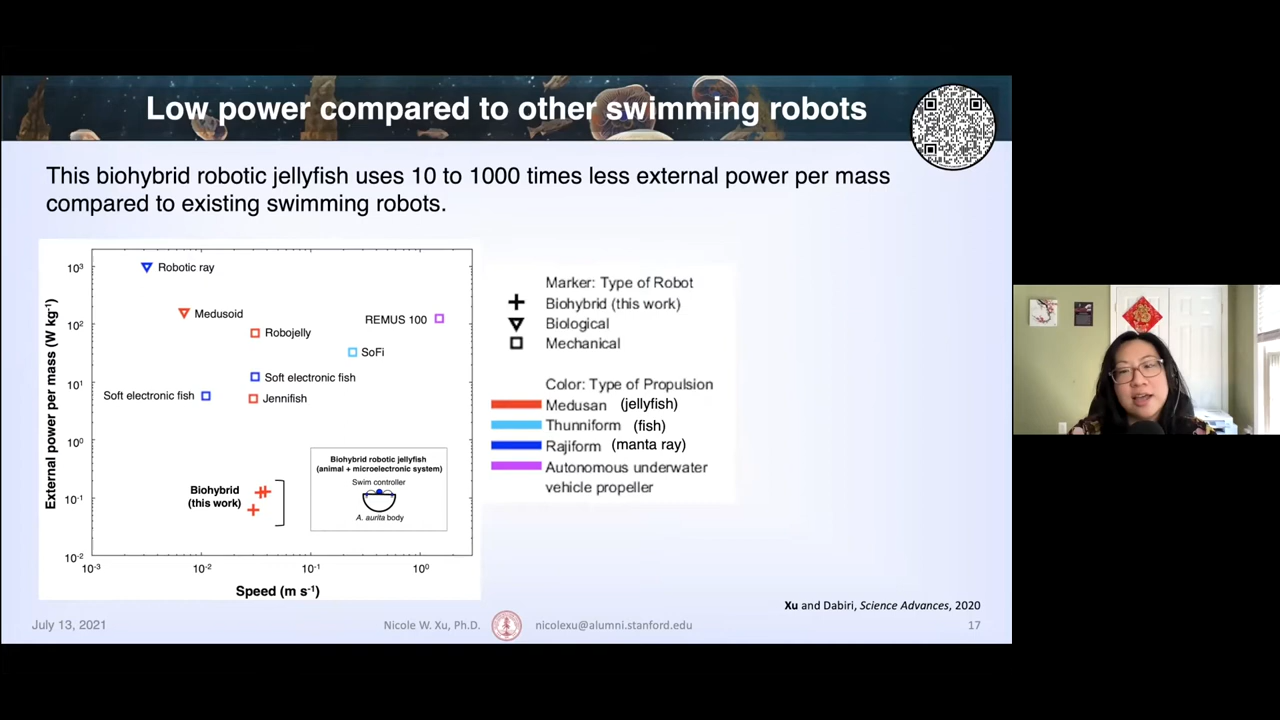 Low power compared to other swimming robots
This biohybrid robotic jellyfish uses 10 to 1000 times less external power per mass
compared to existing swimming robots.
External power per mass (W kg⁻¹)
10³
10²
10¹
10⁰
10⁻¹
10⁻²
Robotic ray
Medusoid
REMUS 100
Robojelly
SoFi
Soft electronic fish
Soft electronic fish
Jennifish
Biohybrid
(this work)
Biohybrid robotic jellyfish
(animal + microelectronic system)
Swim controller
A. aurita body
10⁻³
10⁻²
10⁻¹
10⁰
Speed (m s⁻¹)
Marker: Type of Robot
Biohybrid (this work)
Biological
Mechanical
Color: Type of Propulsion
Medusan (jellyfish)
Thunniform (fish)
Rajiform (manta ray)
Autonomous underwater
vehicle propeller
Xu and Dabiri, Science Advances, 2020
July 13, 2021
Nicole W. Xu, Ph.D.
nicolexu@alumni.stanford.edu
17